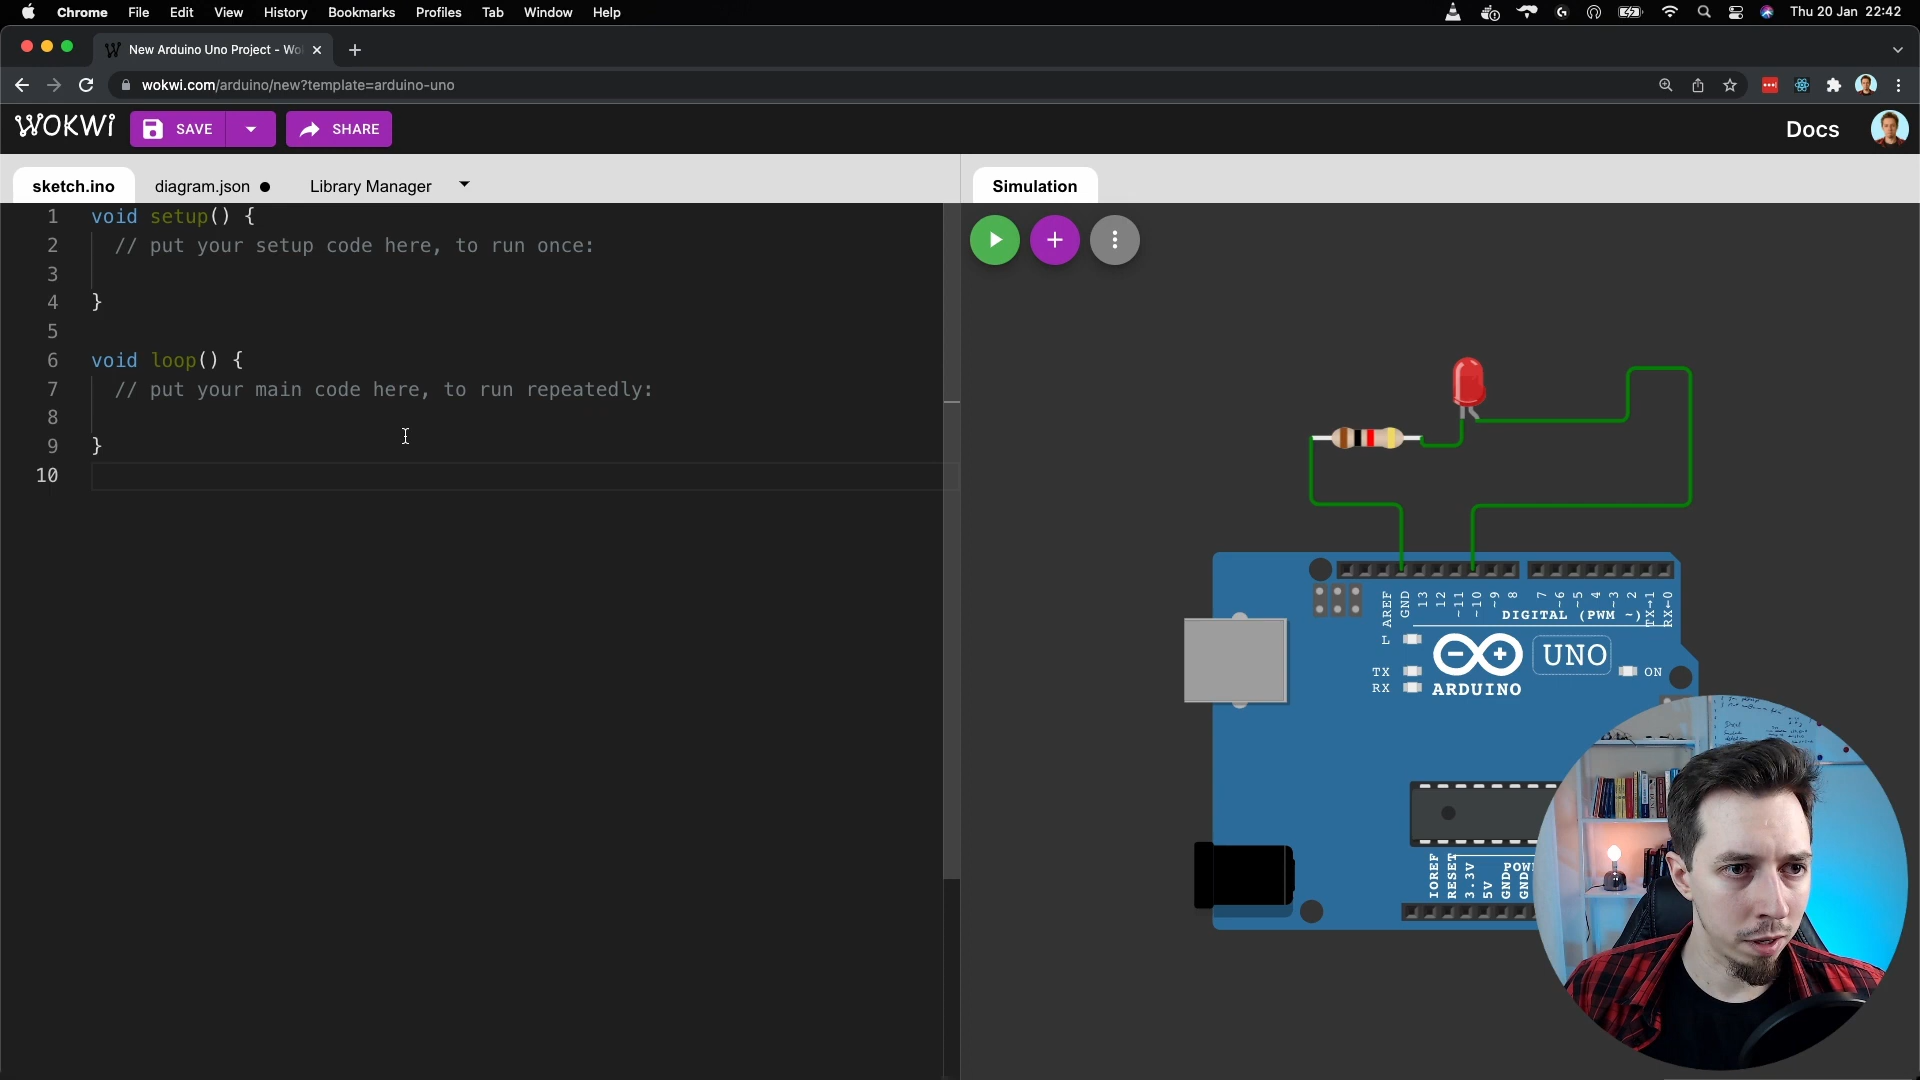 Chrome File Edit View History Bookmarks Profiles Tab Window Help
Thu 20 Jan 22:42
New Arduino Uno Project - Wo
wokwi.com/arduino/new?template=arduino-uno
WOKWi
SAVE
SHARE
Docs
sketch.ino
diagram.json
Library Manager
Simulation
1 void setup() {
2 // put your setup code here, to run once:
3
4 }
5
6 void loop() {
7 // put your main code here, to run repeatedly:
8
9 }
10
AREF
GND
13
12
~11
~10
~9
8
7
~6
~5
4
~3
2
TX→1
RX←0
DIGITAL (PWM ~)
L
TX
RX
UNO
ON
ARDUINO
IOREF
RESET
3.3V
5V
GND
GND
POW